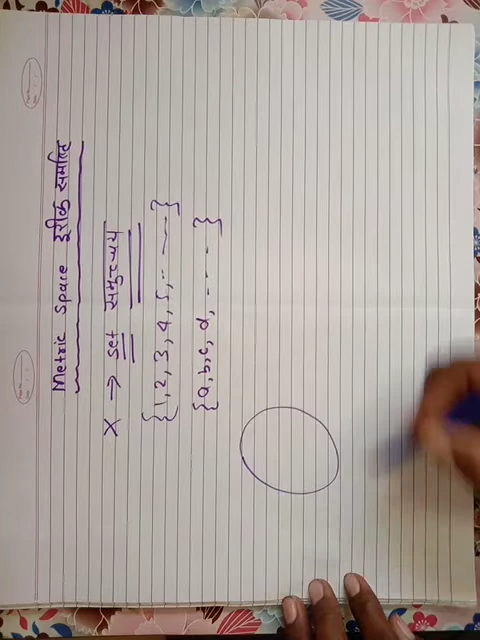 Metric Space दूरीक समष्टि
X → set समुच्चय
{1, 2, 3, 4, 5, - - - -}
{a, b, c, d, - - - -}